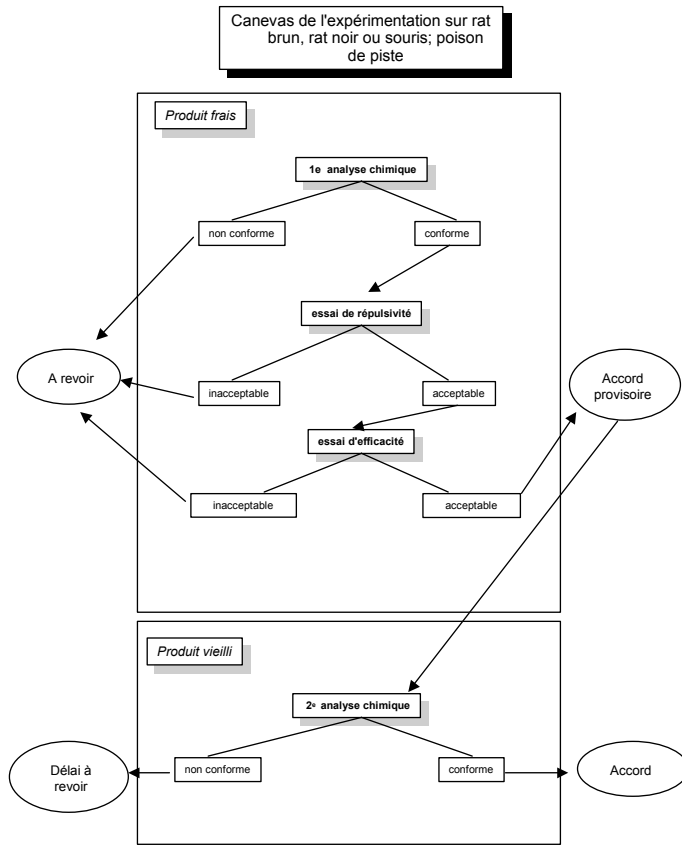 Canevas de l'expérimentation sur rat
brun, rat noir ou souris; poison
de piste
Produit frais
1e analyse chimique
non conforme
conforme
essai de répulsivité
A revoir
inacceptable
acceptable
Accord
provisoire
essai d'efficacité
inacceptable
acceptable
Produit vieilli
2e analyse chimique
Délai à
revoir
non conforme
conforme
Accord